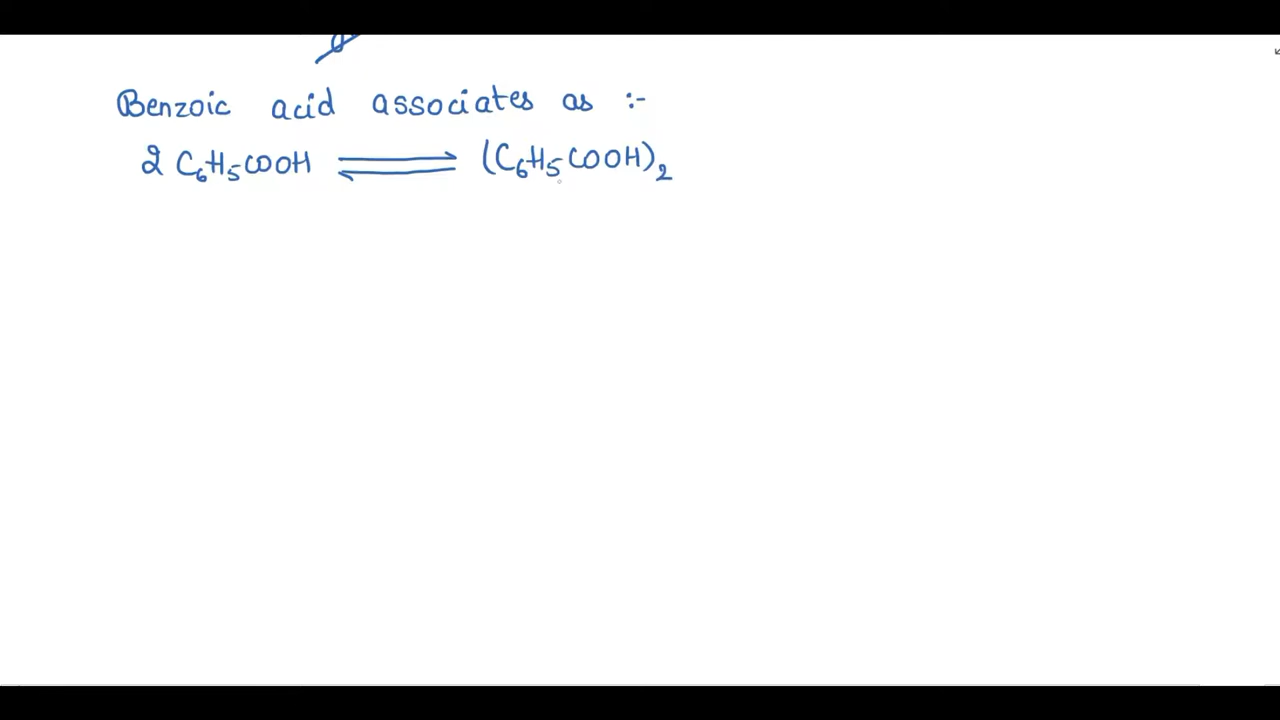 Benzoic acid associates as :-
2 C₆H₅COOH ⇌ (C₆H₅COOH)₂